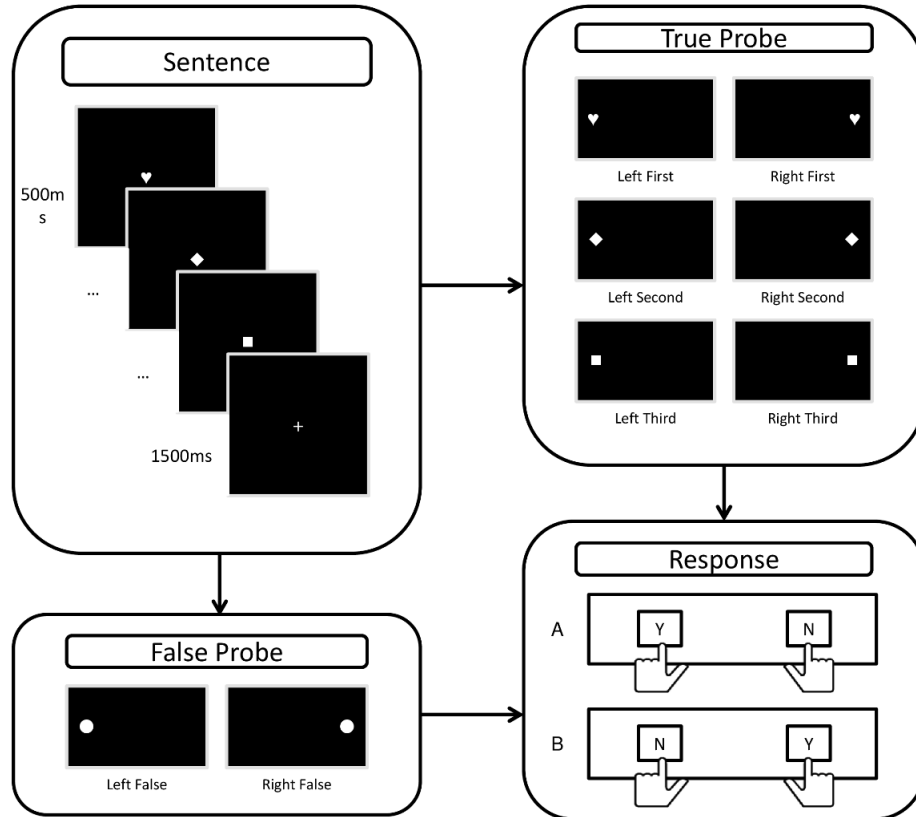 Sentence
500m
s
...
...
1500ms
True Probe
Left First
Right First
Left Second
Right Second
Left Third
Right Third
False Probe
Left False
Right False
Response
A
Y
N
B
N
Y